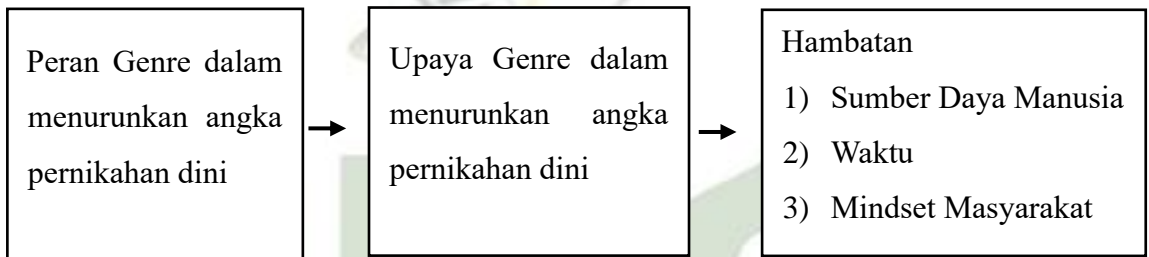 Peran Genre dalam
menurunkan angka
pernikahan dini
Upaya Genre dalam
menurunkan angka
pernikahan dini
Hambatan
1) Sumber Daya Manusia
2) Waktu
3) Mindset Masyarakat